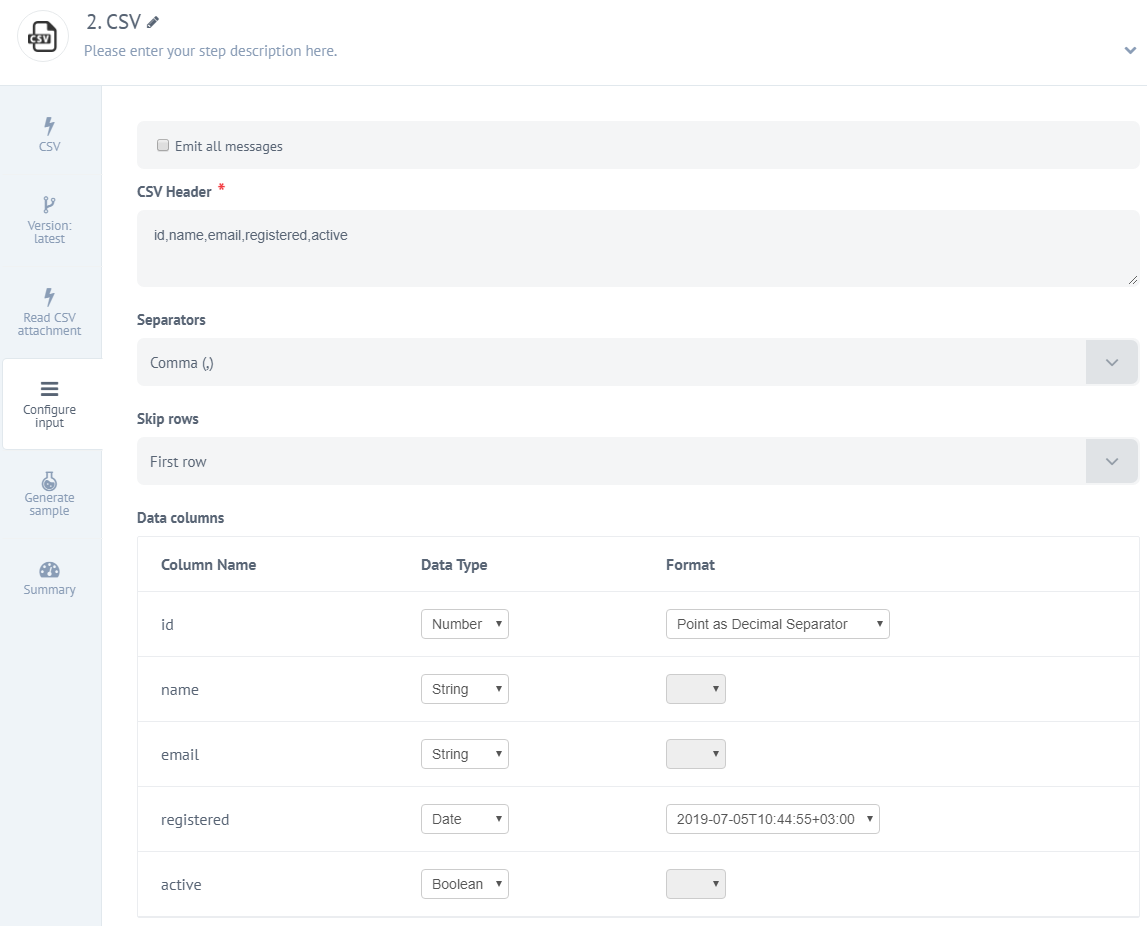 CSV
2. CSV
Please enter your step description here.
CSV
Version:
latest
Read CSV
attachment
Configure
input
Generate
sample
Summary
Emit all messages
CSV Header *
id,name,email,registered,active
Separators
Comma (,)
Skip rows
First row
Data columns
Column Name Data Type Format
id Number Point as Decimal Separator
name String
email String
registered Date 2019-07-05T10:44:55+03:00
active Boolean